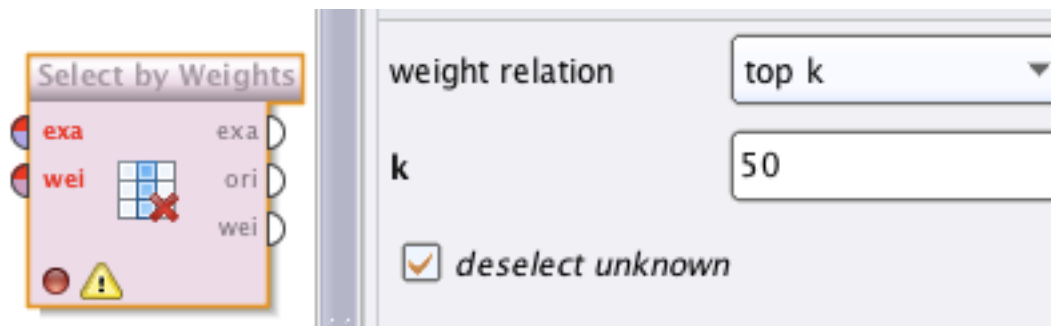 Select by Weights
exa exa
wei ori
wei
weight relation top k
k 50
deselect unknown